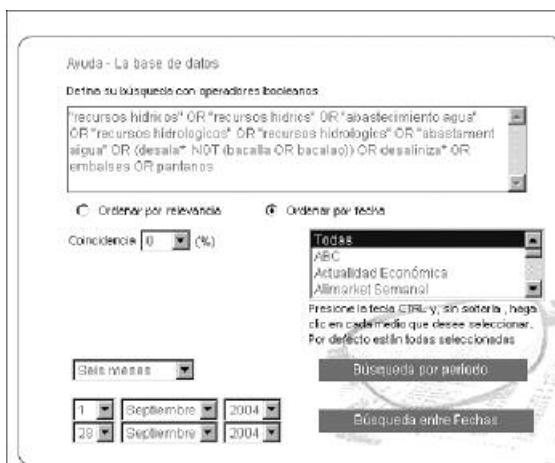 Ayuda - La base de datos
Defina su búsqueda con operadores booleanos
"recursos hidricos" OR "recursos hidrics" OR "abastecimiento agua"
OR "recursos hidrologicos" OR "recursos hidrologics" OR "abastament
aigua" OR (desala* NOT (bacalla OR bacalao)) OR desaliniza* OR
embalses OR pantanos
Ordenar por relevancia Ordenar por fecha
Coincidencia 0 (%)
Todas
ABC
Actualidad Económica
Alimarket Semanal
Presione la tecla CTRL y, sin soltarla, haga
clic en cada medio que desee seleccionar.
Por defecto están todas seleccionadas
Seis meses Búsqueda por periodo
1 Septiembre 2004
28 Septiembre 2004 Búsqueda entre Fechas